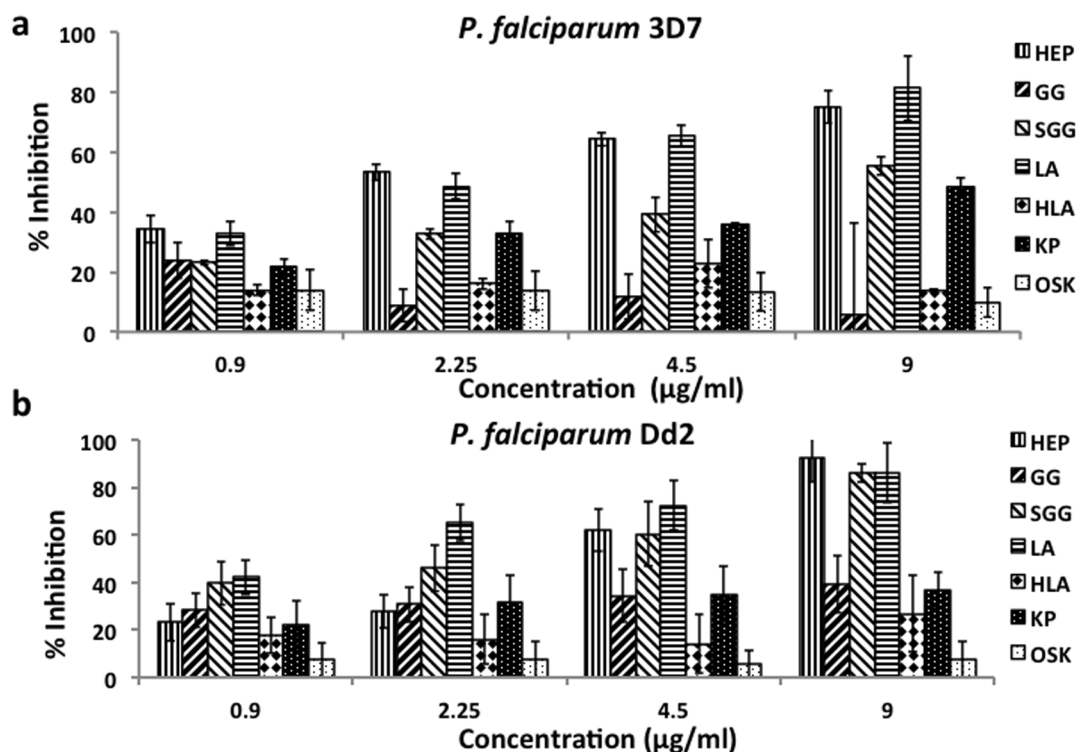 a
P. falciparum 3D7
100
80
60
40
20
0
% Inhibition
0.9
2.25
4.5
9
Concentration (µg/ml)
HEP
GG
SGG
LA
HLA
KP
OSK
b
P. falciparum Dd2
100
80
60
40
20
0
% Inhibition
0.9
2.25
4.5
9
Concentration (µg/ml)
HEP
GG
SGG
LA
HLA
KP
OSK